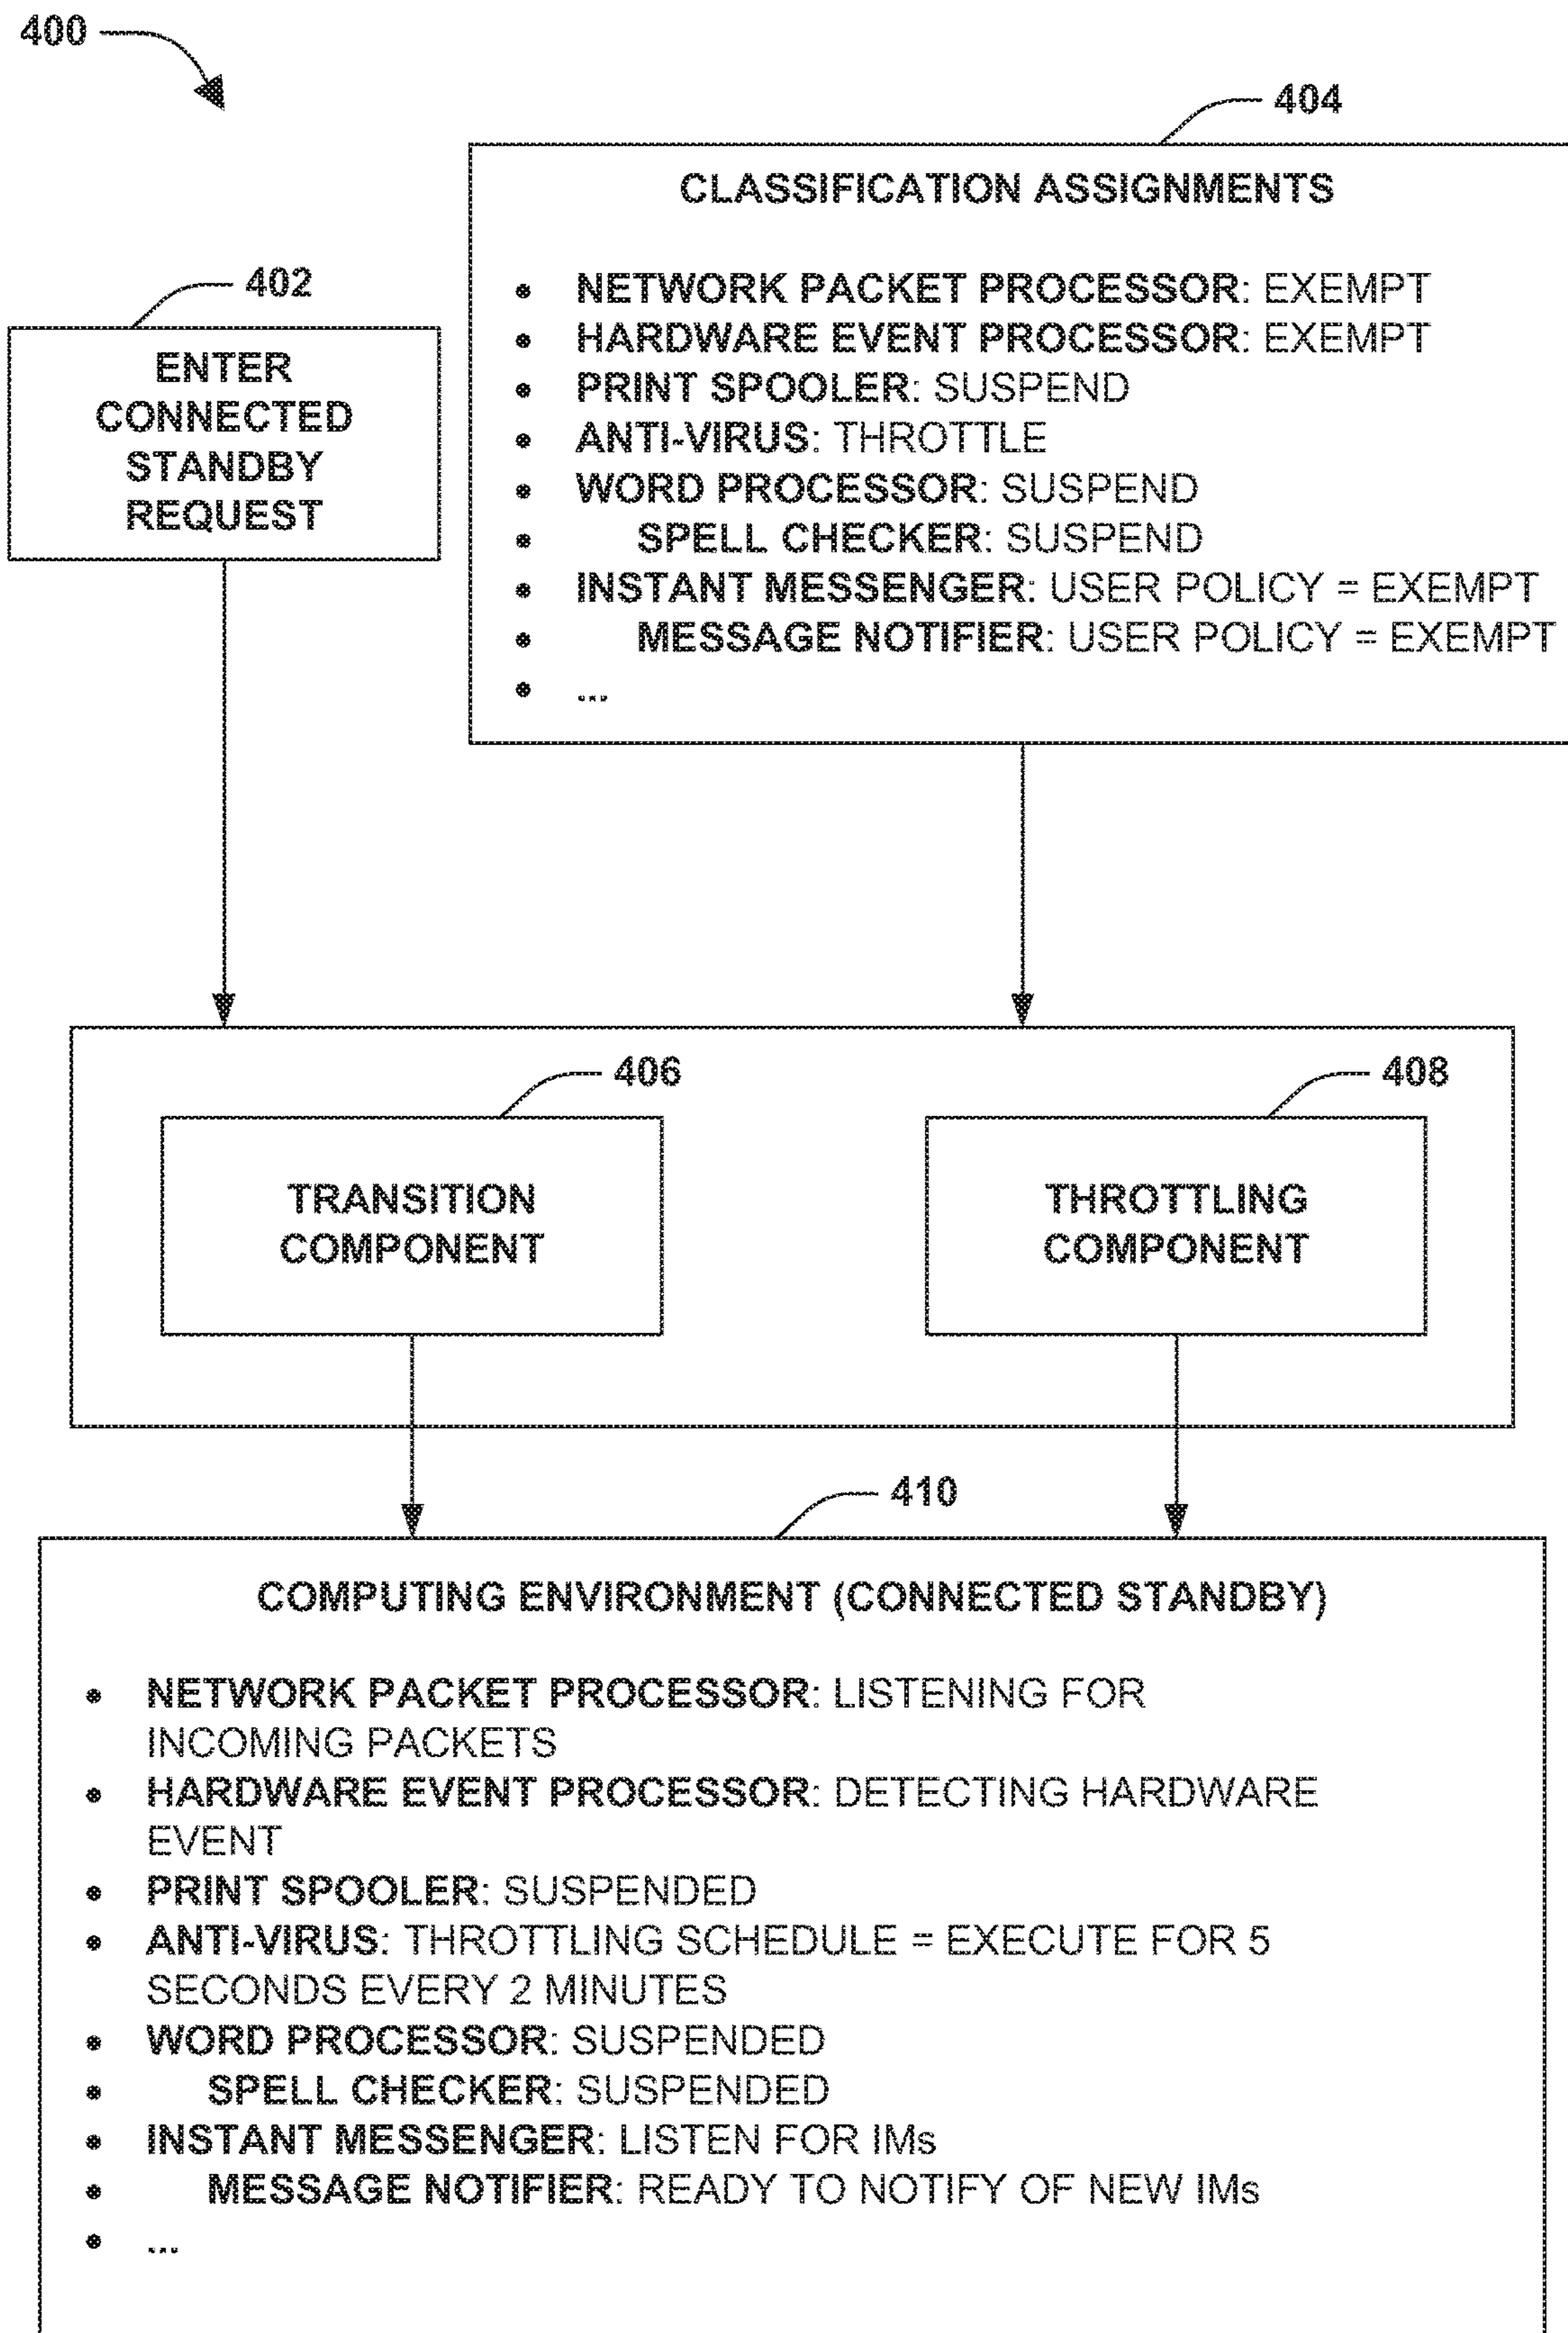 400
404
CLASSIFICATION ASSIGNMENTS
• NETWORK PACKET PROCESSOR: EXEMPT
• HARDWARE EVENT PROCESSOR: EXEMPT
• PRINT SPOOLER: SUSPEND
• ANTI-VIRUS: THROTTLE
• WORD PROCESSOR: SUSPEND
• SPELL CHECKER: SUSPEND
• INSTANT MESSENGER: USER POLICY = EXEMPT
• MESSAGE NOTIFIER: USER POLICY = EXEMPT
• ...
402
ENTER
CONNECTED
STANDBY
REQUEST
406
TRANSITION
COMPONENT
408
THROTTLING
COMPONENT
410
COMPUTING ENVIRONMENT (CONNECTED STANDBY)
• NETWORK PACKET PROCESSOR: LISTENING FOR
INCOMING PACKETS
• HARDWARE EVENT PROCESSOR: DETECTING HARDWARE
EVENT
• PRINT SPOOLER: SUSPENDED
• ANTI-VIRUS: THROTTLING SCHEDULE = EXECUTE FOR 5
SECONDS EVERY 2 MINUTES
• WORD PROCESSOR: SUSPENDED
• SPELL CHECKER: SUSPENDED
• INSTANT MESSENGER: LISTEN FOR IMs
• MESSAGE NOTIFIER: READY TO NOTIFY OF NEW IMs
• ...